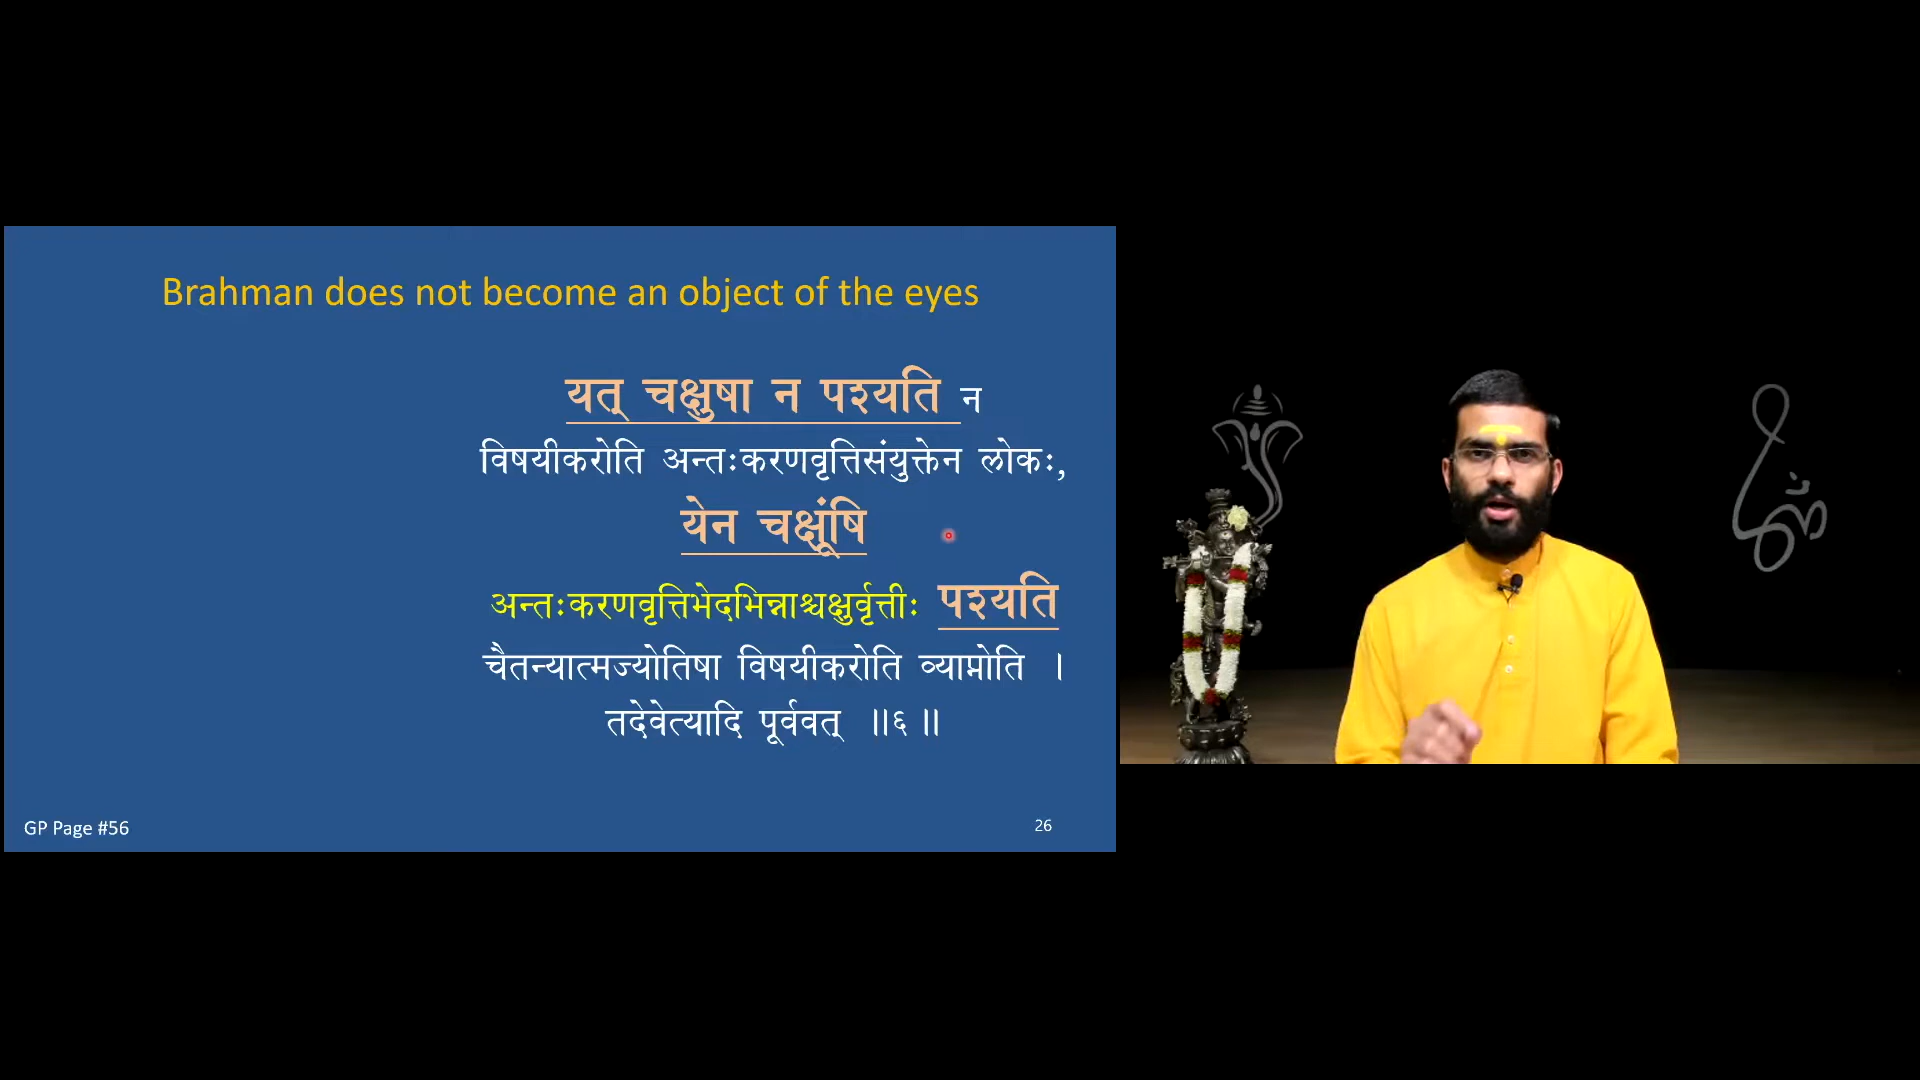 Brahman does not become an object of the eyes
यत् चक्षुषा न पश्यति न
विषयीकरोति अन्तःकरणवृत्तिसंयुक्तेन लोकः,
येन चक्षूंषि
अन्तःकरणवृत्तिभेदभिन्नाश्चक्षुर्वृत्तीः पश्यति
चैतन्यात्मज्योतिषा विषयीकरोति व्याप्नोति ।
तदेवेत्यादि पूर्ववत् ॥६॥
GP Page #56
26